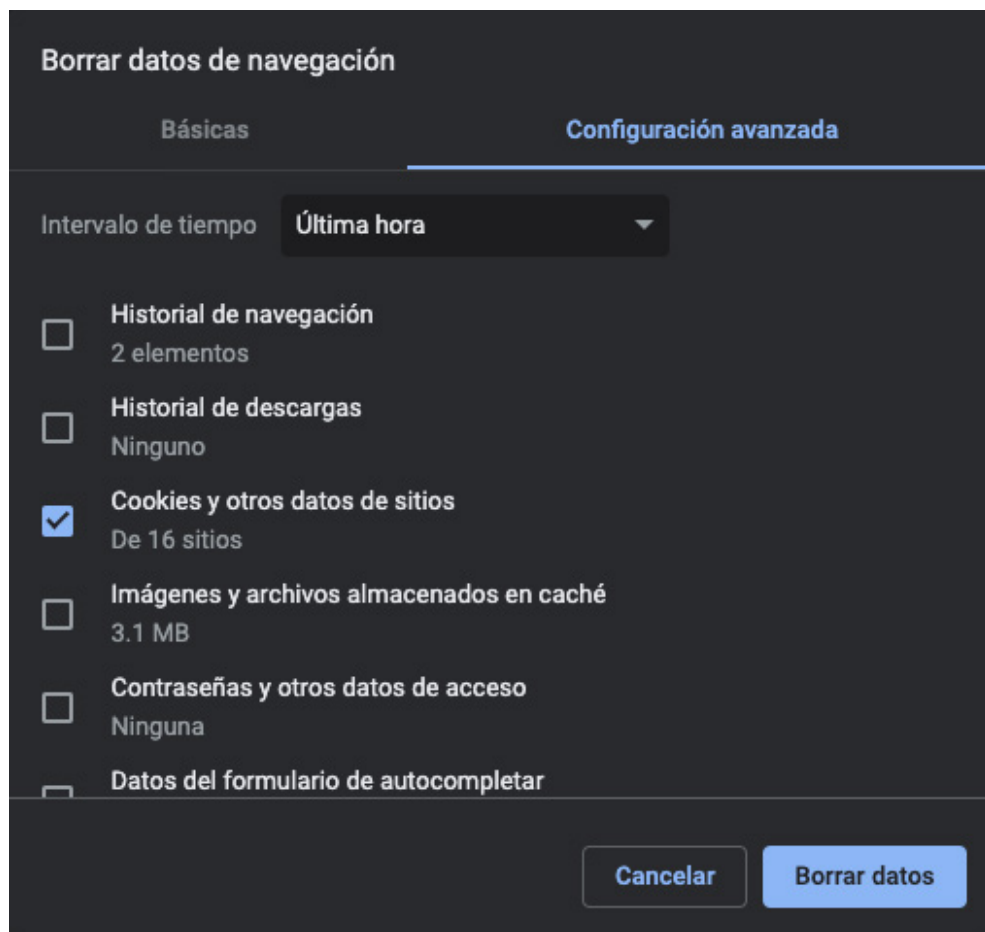 Borrar datos de navegación
Básicas
Configuración avanzada
Intervalo de tiempo
Última hora
Historial de navegación
2 elementos
Historial de descargas
Ninguno
Cookies y otros datos de sitios
De 16 sitios
Imágenes y archivos almacenados en caché
3.1 MB
Contraseñas y otros datos de acceso
Ninguna
Datos del formulario de autocompletar
Cancelar
Borrar datos